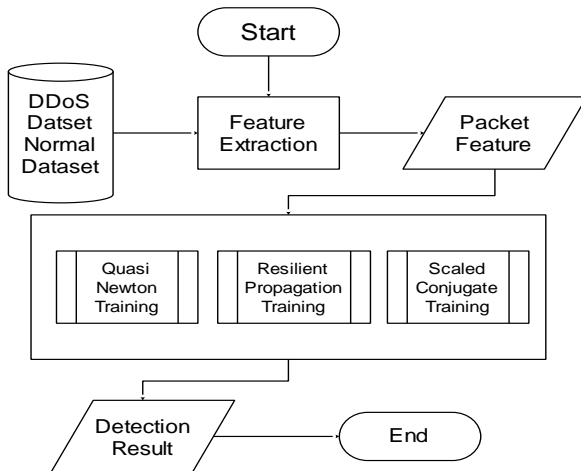 Start
DDoS
Datset
Normal
Dataset
Feature
Extraction
Packet
Feature
Quasi
Newton
Training
Resilient
Propagation
Training
Scaled
Conjugate
Training
Detection
Result
End